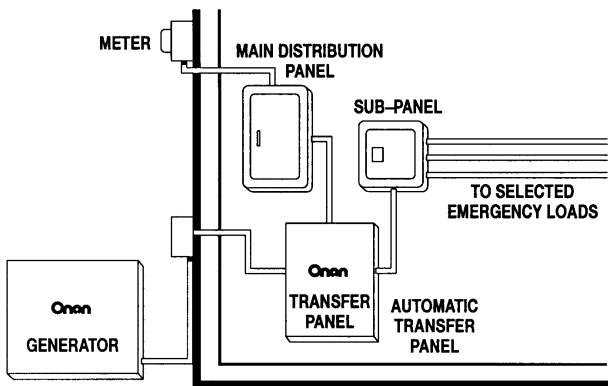 METER
MAIN DISTRIBUTION
PANEL
SUB–PANEL
TO SELECTED
EMERGENCY LOADS
Onan
TRANSFER
PANEL
AUTOMATIC
TRANSFER
PANEL
Onan
GENERATOR